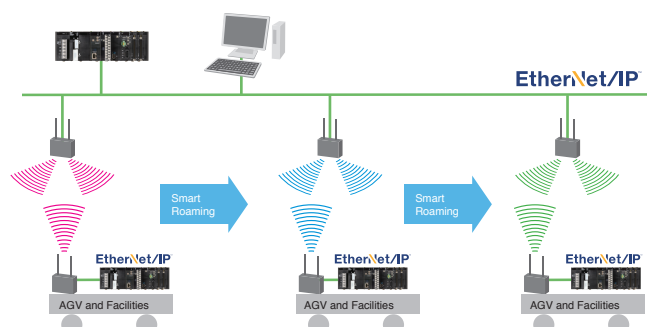 EtherNet/IP™
Smart
Roaming
Smart
Roaming
EtherNet/IP
EtherNet/IP
EtherNet/IP
AGV and Facilities
AGV and Facilities
AGV and Facilities